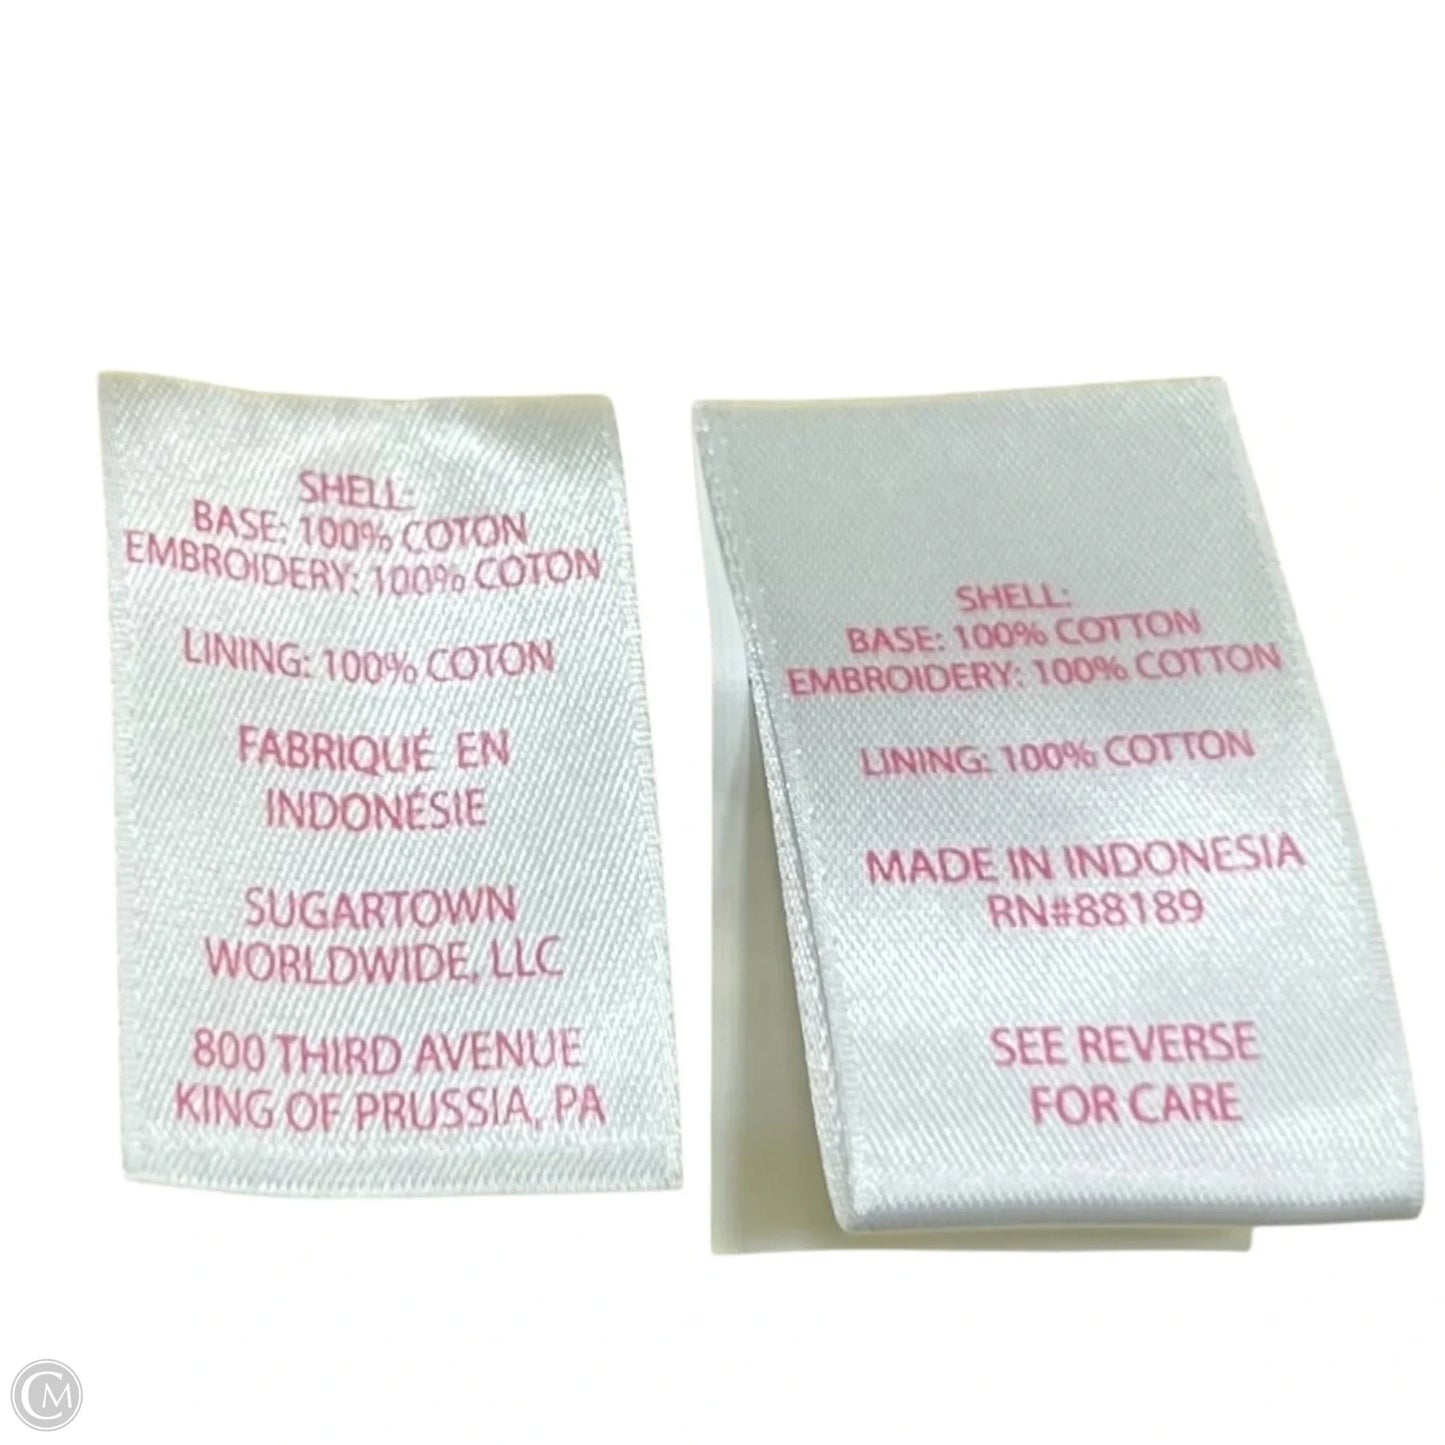 SHELL:
BASE: 100% COTON
EMBROIDERY: 100% COTON
LINING: 100% COTON
FABRIQUÉ EN
INDONÉSIE
SUGARTOWN
WORLDWIDE, LLC
800 THIRD AVENUE
KING OF PRUSSIA, PA
SHELL:
BASE: 100% COTTON
EMBROIDERY: 100% COTTON
LINING: 100% COTTON
MADE IN INDONESIA
RN#88189
SEE REVERSE
FOR CARE
CM